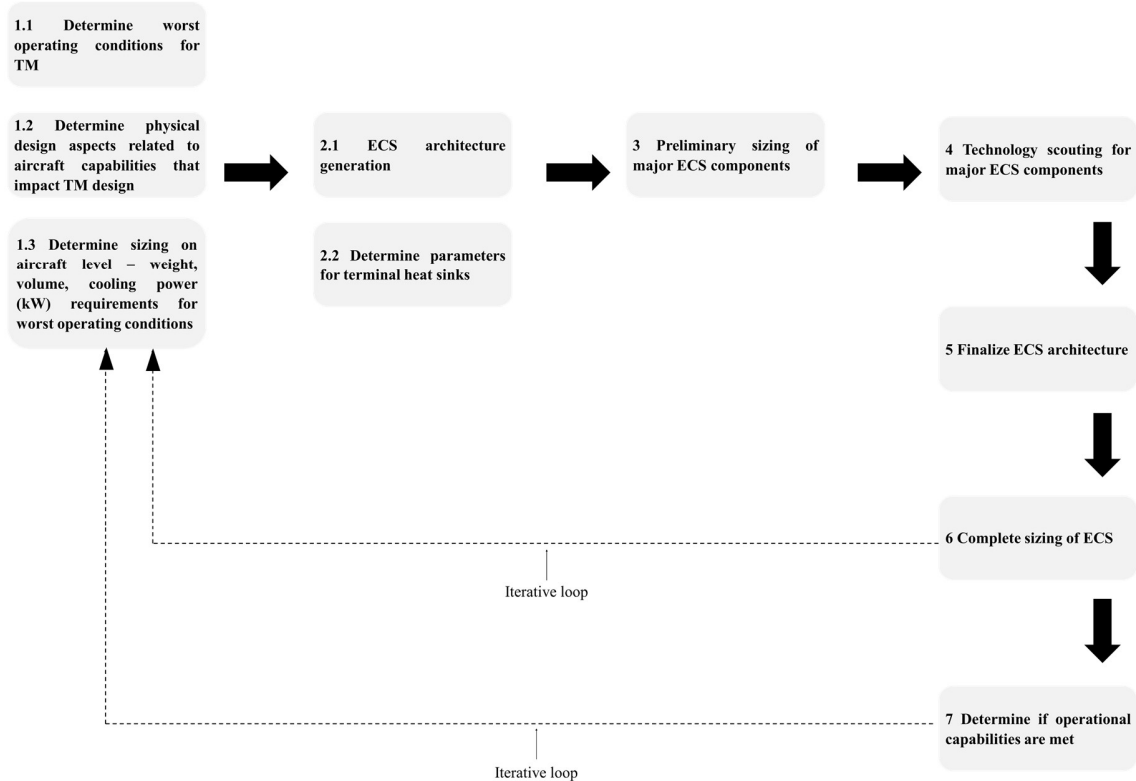 1.1 Determine worst
operating conditions for
TM
1.2 Determine physical
design aspects related to
aircraft capabilities that
impact TM design
1.3 Determine sizing on
aircraft level – weight,
volume, cooling power
(kW) requirements for
worst operating conditions
2.1 ECS architecture
generation
2.2 Determine parameters
for terminal heat sinks
3 Preliminary sizing of
major ECS components
4 Technology scouting for
major ECS components
5 Finalize ECS architecture
6 Complete sizing of ECS
Iterative loop
7 Determine if operational
capabilities are met
Iterative loop